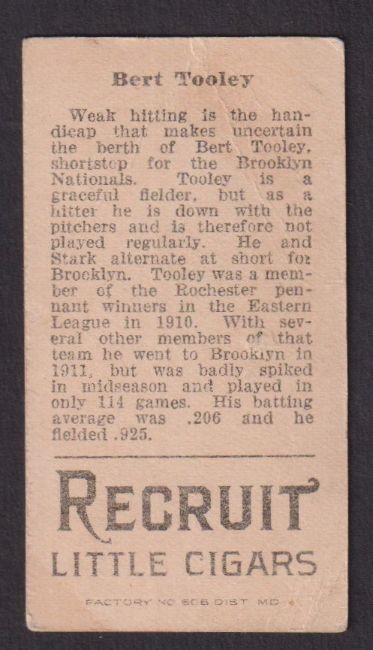 Bert Tooley
Weak hitting is the han-
dicap that makes uncertain
the berth of Bert Tooley,
shortstop for the Brooklyn
Nationals. Tooley is a
graceful fielder, but as a
hitter he is down with the
pitchers and is therefore not
played regularly. He and
Stark alternate at short for
Brooklyn. Tooley was a mem-
ber of the Rochester pen-
nant winners in the Eastern
League in 1910. With sev-
eral other members of that
team he went to Brooklyn in
1911, but was badly spiked
in midseason and played in
only 114 games. His batting
average was .206 and he
fielded .925.
RECRUIT
LITTLE CIGARS
FACTORY NO 606 DIST. MD.